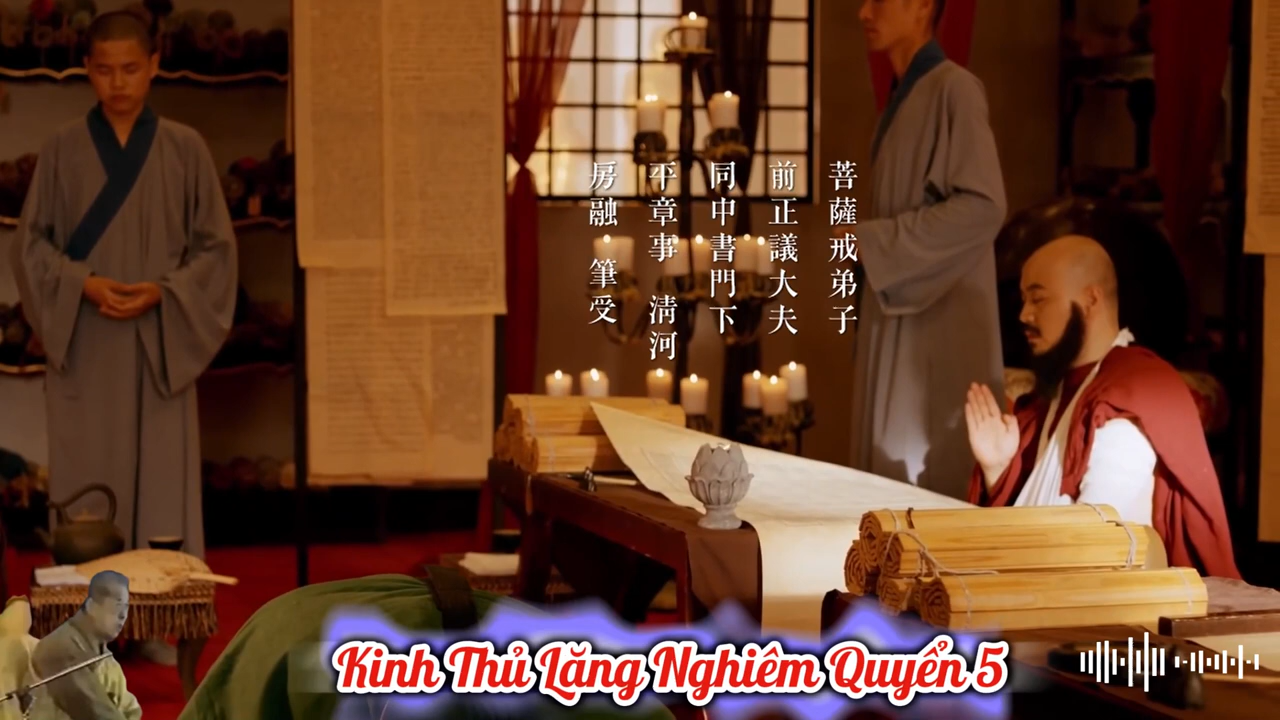 菩薩戒弟子
前正議大夫
同中書門下
平章事 清河
房融 筆受
Kinh Thủ Lăng Nghiêm Quyển 5